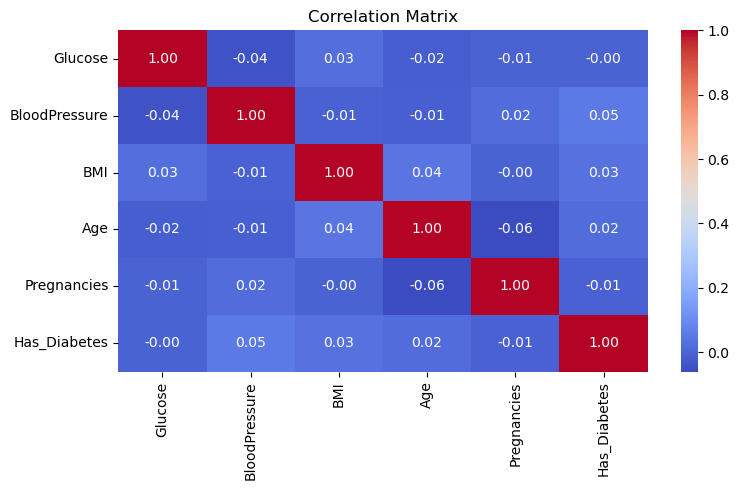 Correlation Matrix
Glucose 1.00 -0.04 0.03 -0.02 -0.01 -0.00
BloodPressure -0.04 1.00 -0.01 -0.01 0.02 0.05
BMI 0.03 -0.01 1.00 0.04 -0.00 0.03
Age -0.02 -0.01 0.04 1.00 -0.06 0.02
Pregnancies -0.01 0.02 -0.00 -0.06 1.00 -0.01
Has_Diabetes -0.00 0.05 0.03 0.02 -0.01 1.00
Glucose
BloodPressure
BMI
Age
Pregnancies
Has_Diabetes
1.0
0.8
0.6
0.4
0.2
0.0